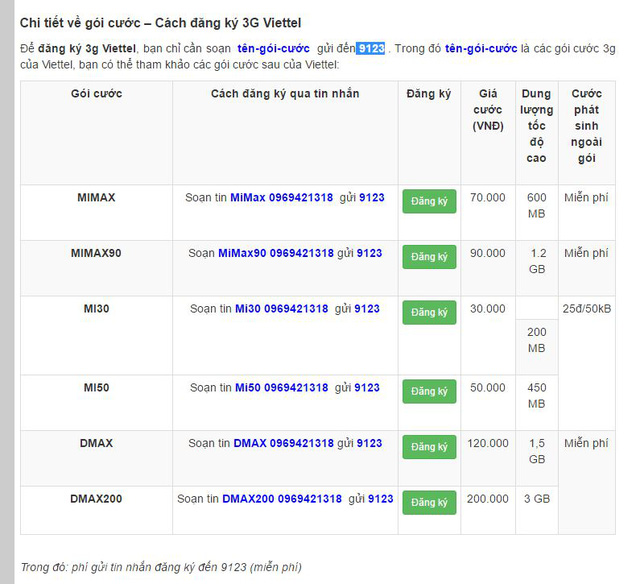 Chi tiết về gói cước – Cách đăng ký 3G Viettel
Để đăng ký 3g Viettel, bạn chỉ cần soạn tên-gói-cước gửi đến 9123 . Trong đó tên-gói-cước là các gói cước 3g
của Viettel, bạn có thể tham khảo các gói cước sau của Viettel:
Gói cước Cách đăng ký qua tin nhắn Đăng ký Giá Dung Cước
cước lượng phát
(VNĐ) tốc sinh
độ ngoài
cao gói
MIMAX Soạn tin MiMax 0969421318 gửi 9123 Đăng ký 70.000 600 Miễn phí
MB
MIMAX90 Soạn MiMax90 0969421318 gửi 9123 Đăng ký 90.000 1.2 Miễn phí
GB
MI30 Soạn tin Mi30 0969421318 gửi 9123 Đăng ký 30.000 25đ/50kB
200
MB
MI50 Soạn tin Mi50 0969421318 gửi 9123 Đăng ký 50.000 450
MB
DMAX Soạn tin DMAX 0969421318 gửi 9123 Đăng ký 120.000 1,5 Miễn phí
GB
DMAX200 Soạn tin DMAX200 0969421318 gửi 9123 Đăng ký 200.000 3 GB
Trong đó: phí gửi tin nhắn đăng ký đến 9123 (miễn phí)